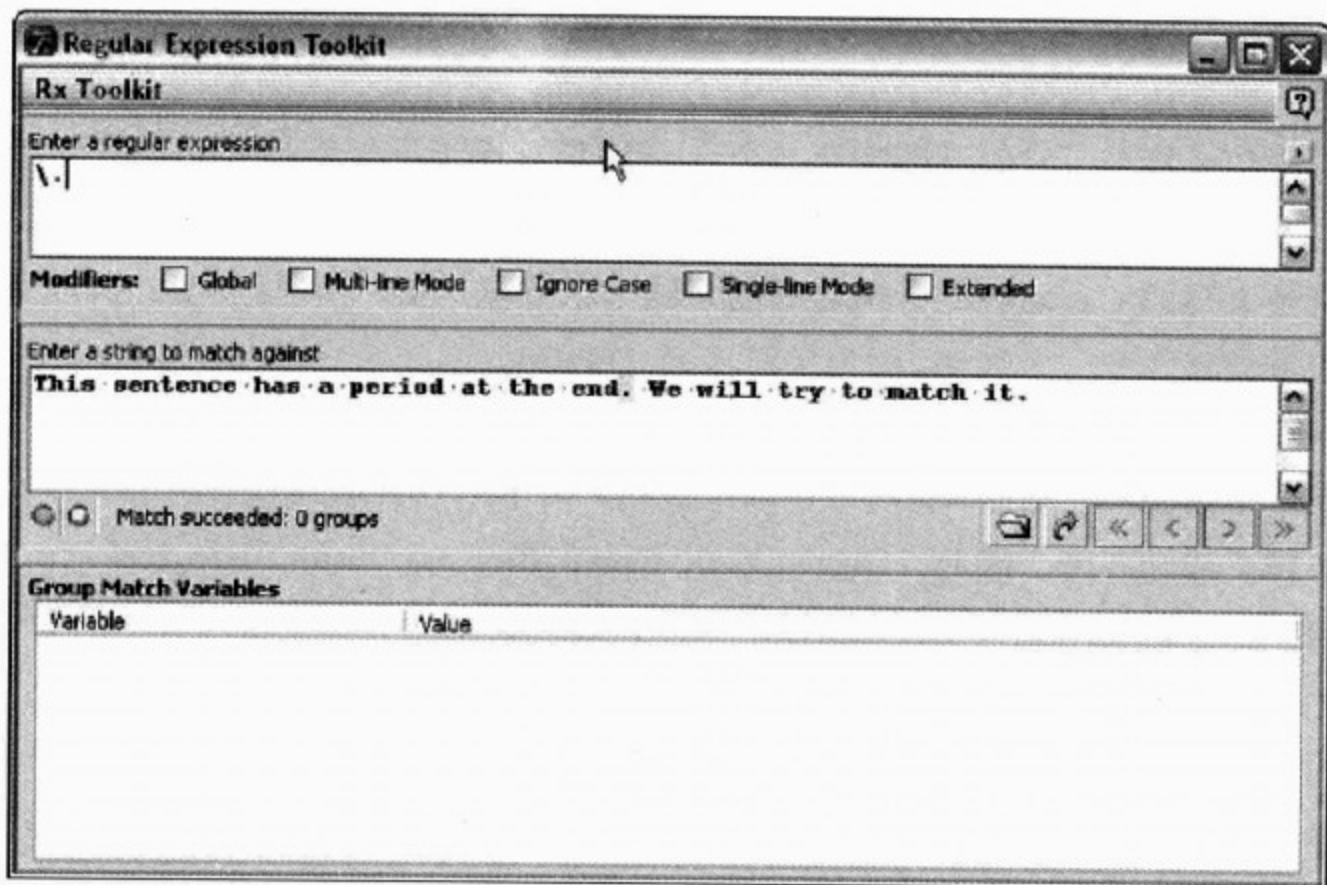 Regular Expression Toolkit
Rx Toolkit
Enter a regular expression
\.
Modifiers: Global Multi-line Mode Ignore Case Single-line Mode Extended
Enter a string to match against
This·sentence·has·a·period·at·the·end.·We·will·try·to·match·it.
Match succeeded: 0 groups
Group Match Variables
Variable Value